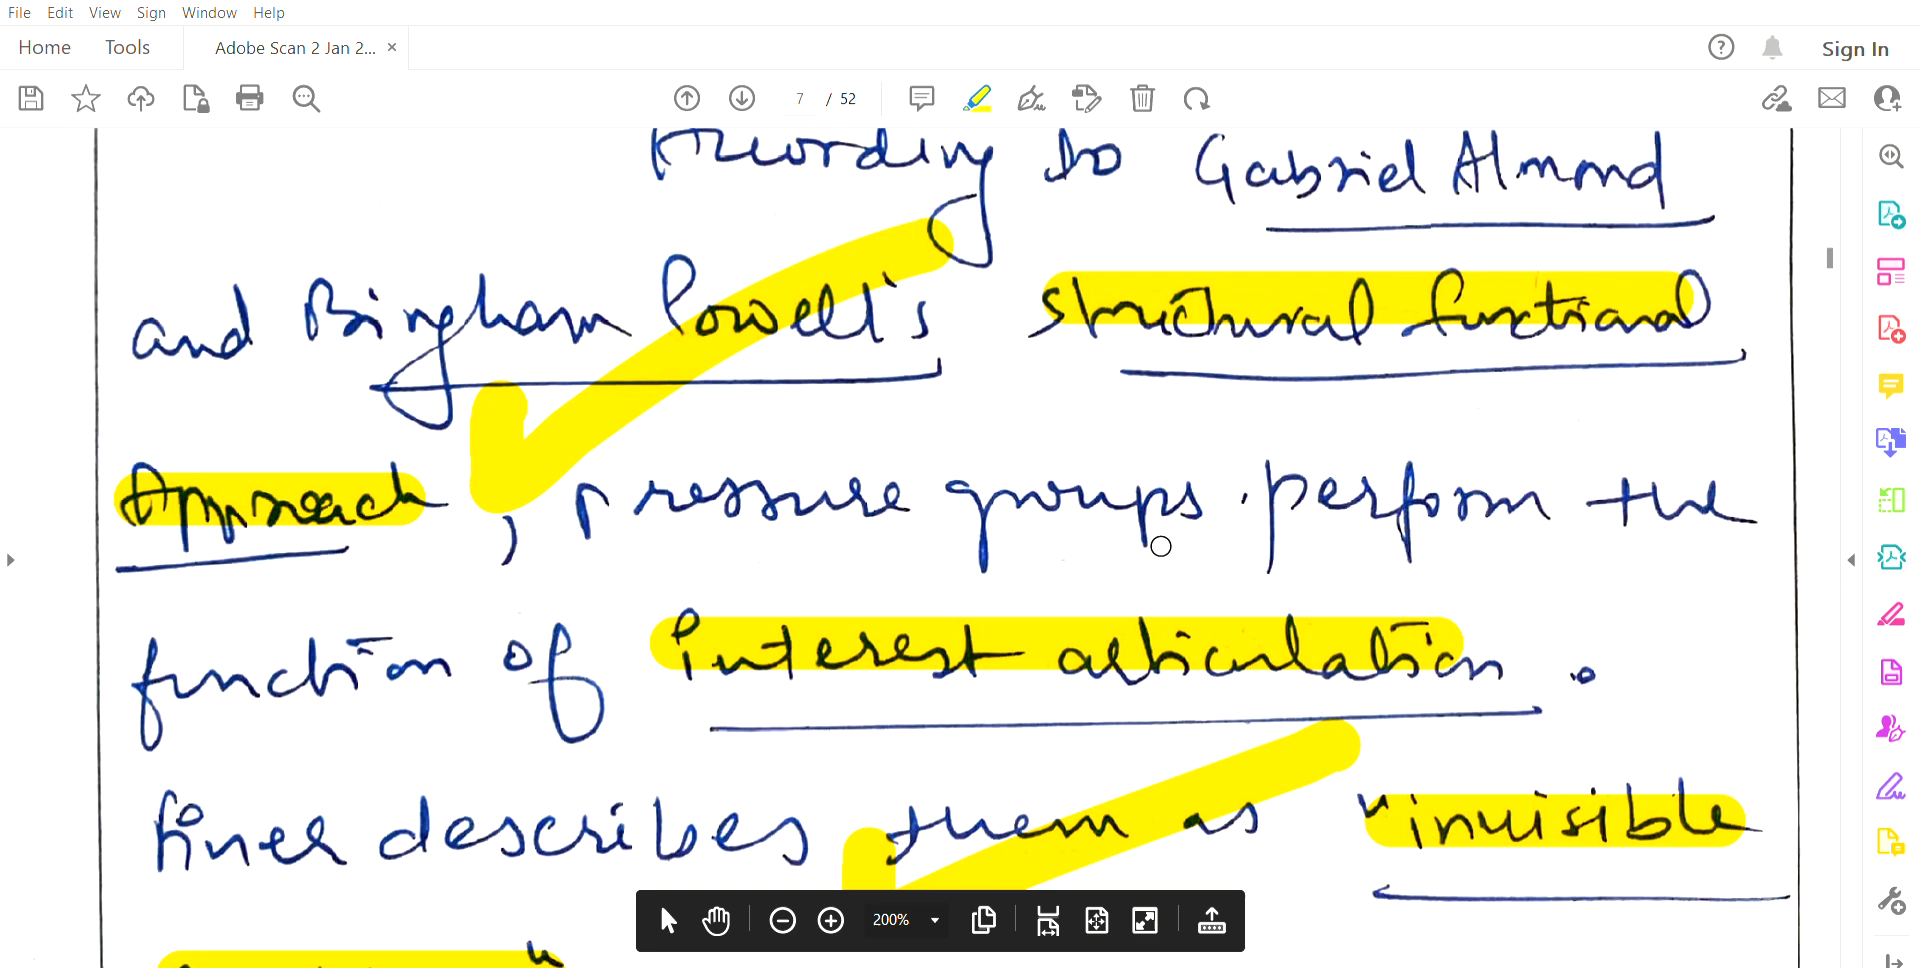 File Edit View Sign Window Help
Home Tools Adobe Scan 2 Jan 2... × Sign In
7 / 52
According to Gabriel Almond
and Bingham Powell's structural functional
Approach, pressure groups perform the
function of interest articulation.
Finer describes them as "invisible
200%